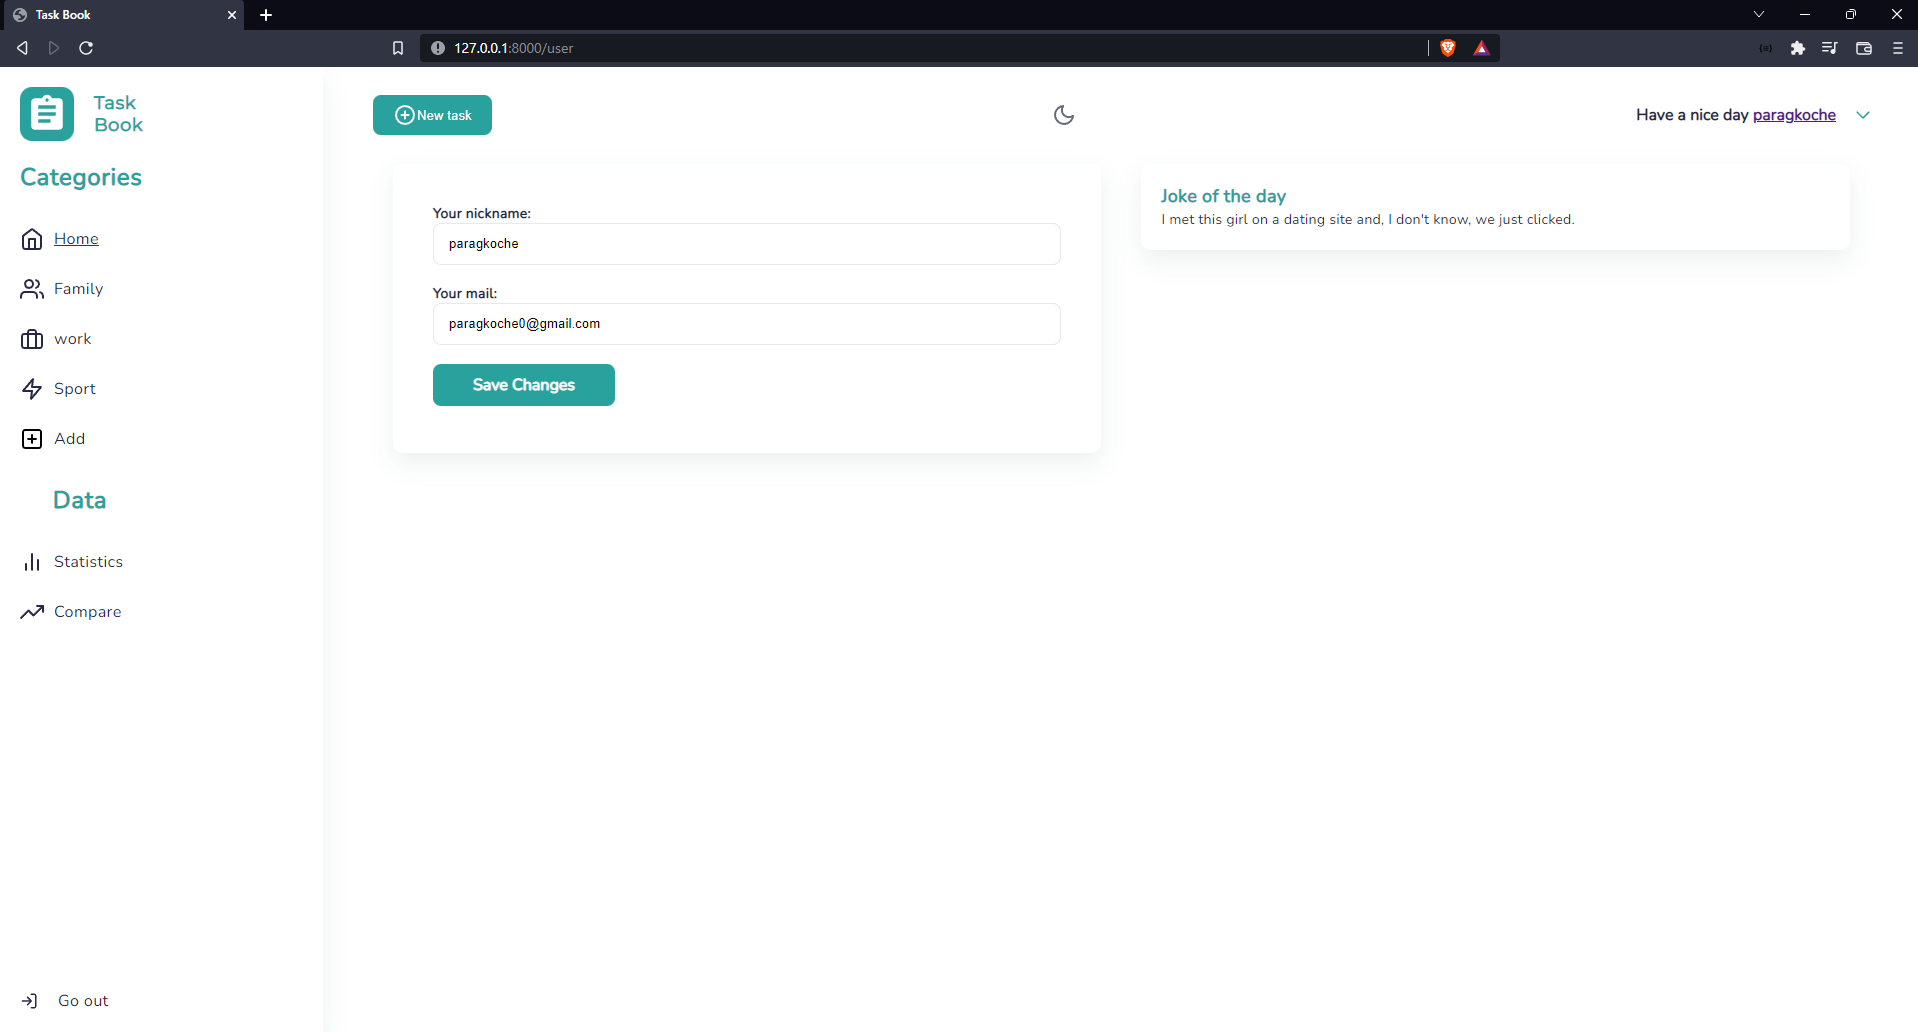 Task Book
127.0.0.1:8000/user
Task
Book
Categories
Home
Family
work
Sport
Add
Data
Statistics
Compare
Go out
New task
Have a nice day paragkoche
Your nickname:
paragkoche
Your mail:
paragkoche0@gmail.com
Save Changes
Joke of the day
I met this girl on a dating site and, I don't know, we just clicked.